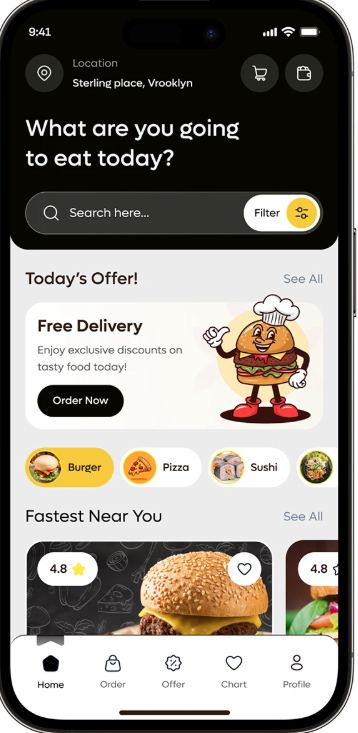 9:41
Location
Sterling place, Vrooklyn
What are you going
to eat today?
Search here...
Filter
Today's Offer!
See All
Free Delivery
Enjoy exclusive discounts on
tasty food today!
Order Now
Burger
Pizza
Sushi
Fastest Near You
See All
4.8
4.8
Home
Order
Offer
Chart
Profile